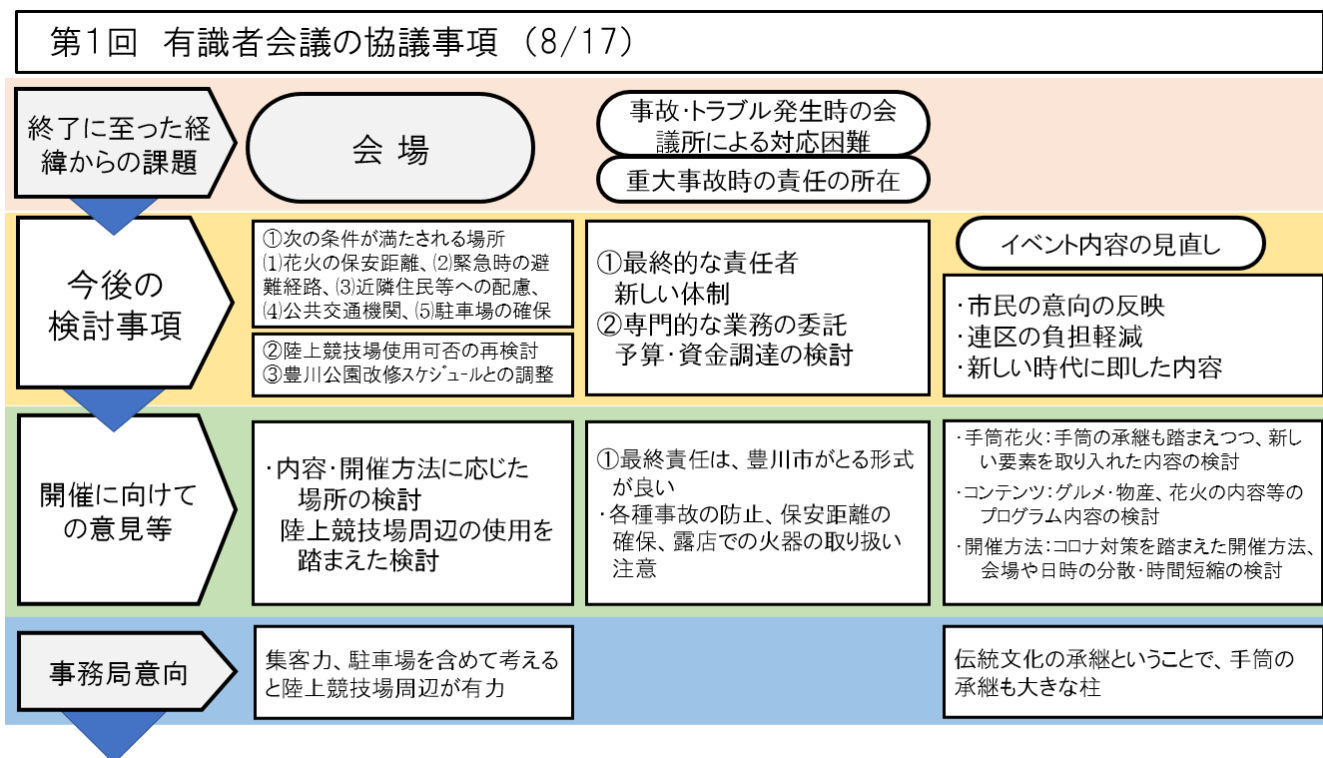 第1回 有識者会議の協議事項 (8/17)
終了に至った経
緯からの課題
会 場
事故・トラブル発生時の会
議所による対応困難
重大事故時の責任の所在
今後の
検討事項
①次の条件が満たされる場所
⑴花火の保安距離、⑵緊急時の避
難経路、⑶近隣住民等への配慮、
⑷公共交通機関、⑸駐車場の確保
②陸上競技場使用可否の再検討
③豊川公園改修スケジュールとの調整
①最終的な責任者
新しい体制
②専門的な業務の委託
予算・資金調達の検討
イベント内容の見直し
・市民の意向の反映
・連区の負担軽減
・新しい時代に即した内容
開催に向けて
の意見等
・内容・開催方法に応じた
場所の検討
陸上競技場周辺の使用を
踏まえた検討
①最終責任は、豊川市がとる形式
が良い
・各種事故の防止、保安距離の
確保、露店での火器の取り扱い
注意
・手筒花火：手筒の承継も踏まえつつ、新し
い要素を取り入れた内容の検討
・コンテンツ：グルメ・物産、花火の内容等の
プログラム内容の検討
・開催方法：コロナ対策を踏まえた開催方法、
会場や日時の分散・時間短縮の検討
事務局意向
集客力、駐車場を含めて考える
と陸上競技場周辺が有力
伝統文化の承継ということで、手筒の
承継も大きな柱